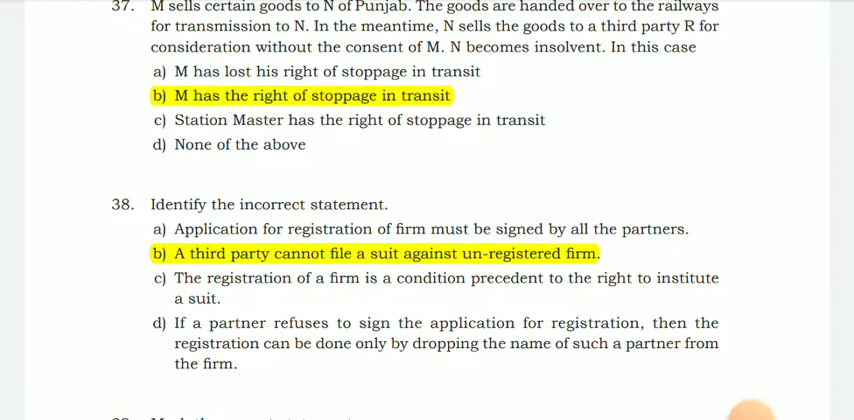 37. M sells certain goods to N of Punjab. The goods are handed over to the railways
for transmission to N. In the meantime, N sells the goods to a third party R for
consideration without the consent of M. N becomes insolvent. In this case
a) M has lost his right of stoppage in transit
b) M has the right of stoppage in transit
c) Station Master has the right of stoppage in transit
d) None of the above
38. Identify the incorrect statement.
a) Application for registration of firm must be signed by all the partners.
b) A third party cannot file a suit against un-registered firm.
c) The registration of a firm is a condition precedent to the right to institute
a suit.
d) If a partner refuses to sign the application for registration, then the
registration can be done only by dropping the name of such a partner from
the firm.